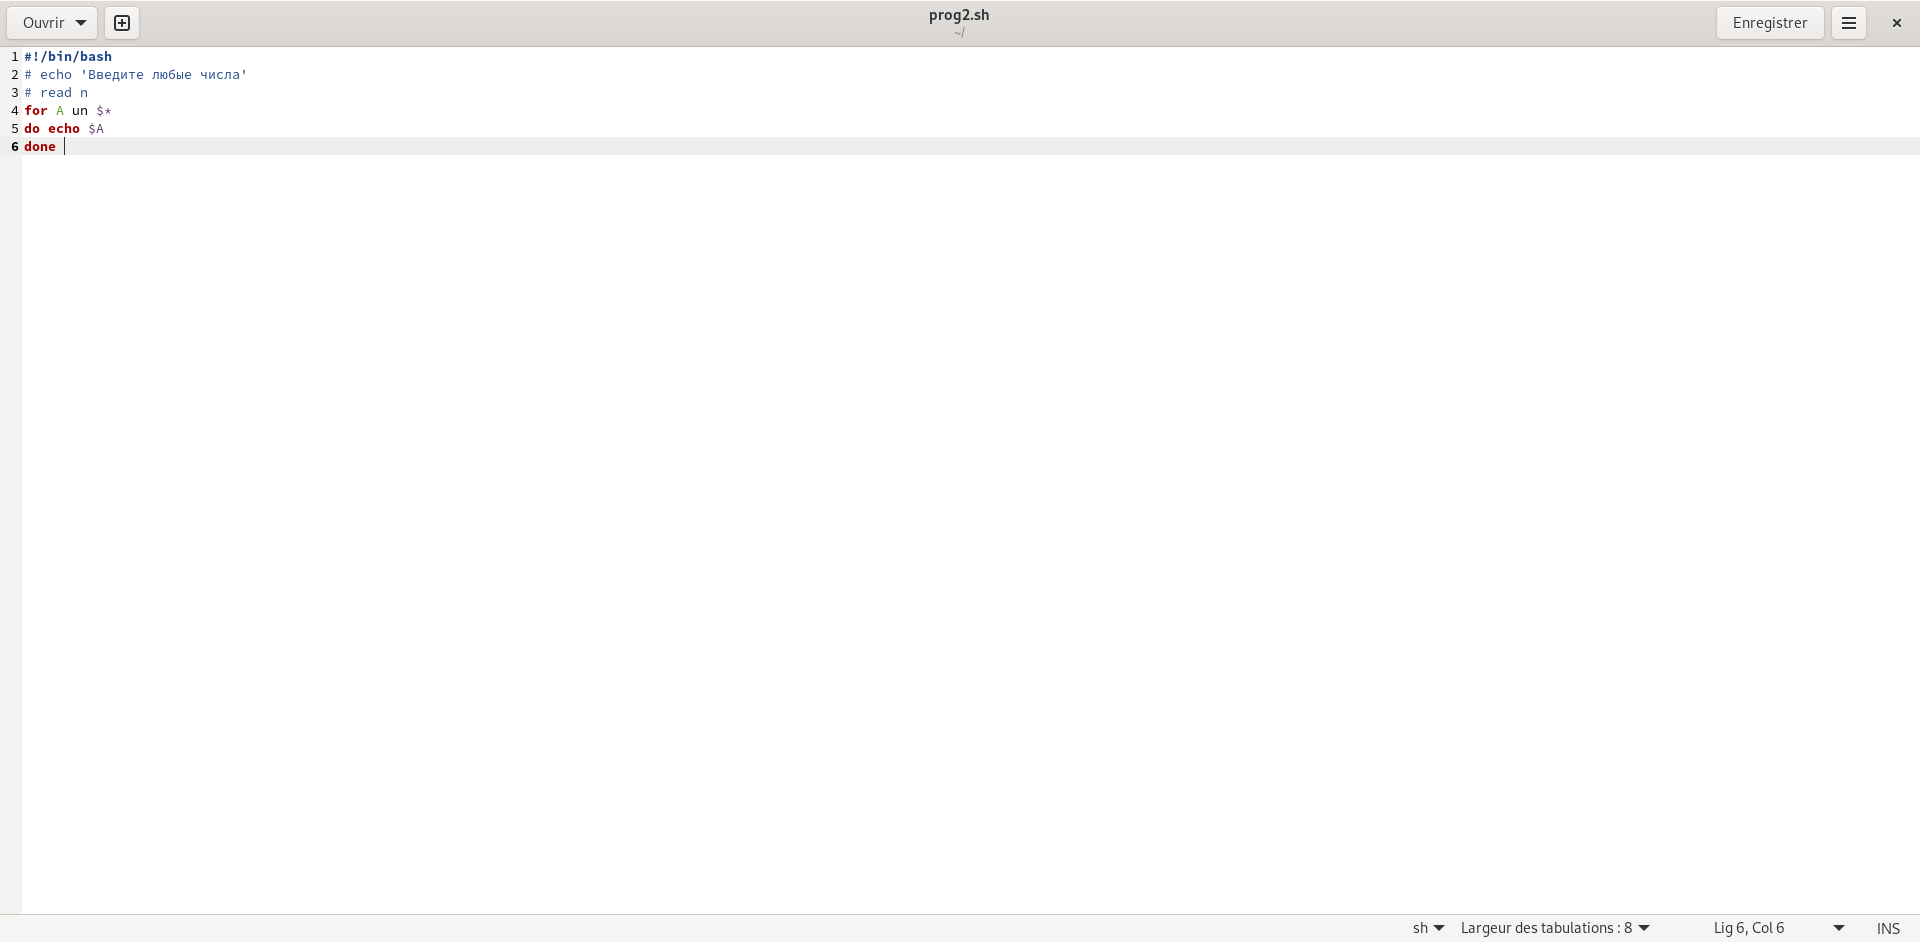 Ouvrir
prog2.sh
~/
Enregistrer
1 #!/bin/bash
2 # echo 'Введите любые числа'
3 # read n
4 for A un $*
5 do echo $A
6 done
sh Largeur des tabulations : 8 Lig 6, Col 6 INS